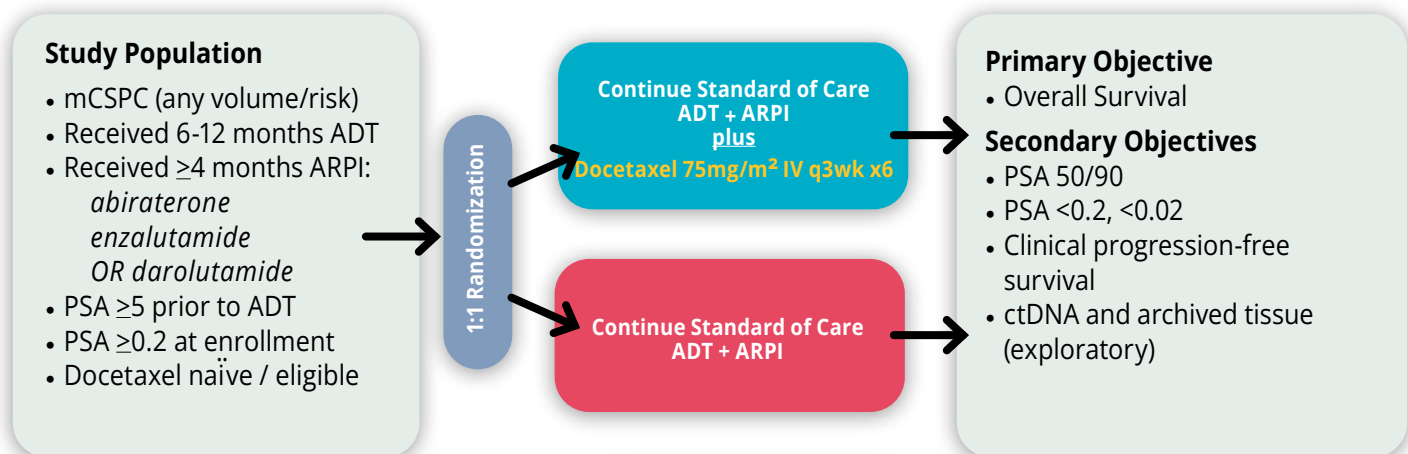 Study Population
• mCSPC (any volume/risk)
• Received 6-12 months ADT
• Received ≥4 months ARPI:
abiraterone
enzalutamide
OR darolutamide
• PSA ≥5 prior to ADT
• PSA ≥0.2 at enrollment
• Docetaxel naïve / eligible
1:1 Randomization
Continue Standard of Care
ADT + ARPI
plus
Docetaxel 75mg/m² IV q3wk x6
Continue Standard of Care
ADT + ARPI
Primary Objective
• Overall Survival
Secondary Objectives
• PSA 50/90
• PSA <0.2, <0.02
• Clinical progression-free
survival
• ctDNA and archived tissue
(exploratory)